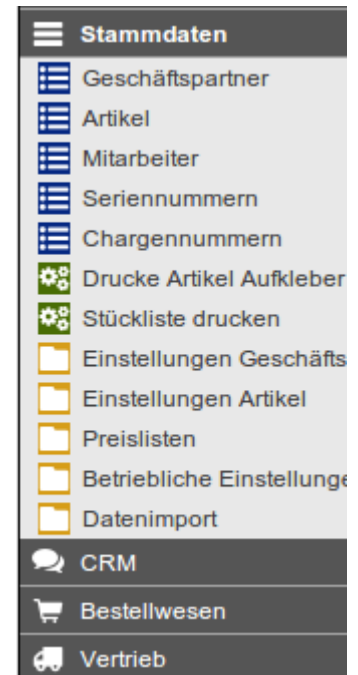 Stammdaten
Geschäftspartner
Artikel
Mitarbeiter
Seriennummern
Chargennummern
Drucke Artikel Aufkleber
Stückliste drucken
Einstellungen Geschäfts
Einstellungen Artikel
Preislisten
Betriebliche Einstellunge
Datenimport
CRM
Bestellwesen
Vertrieb